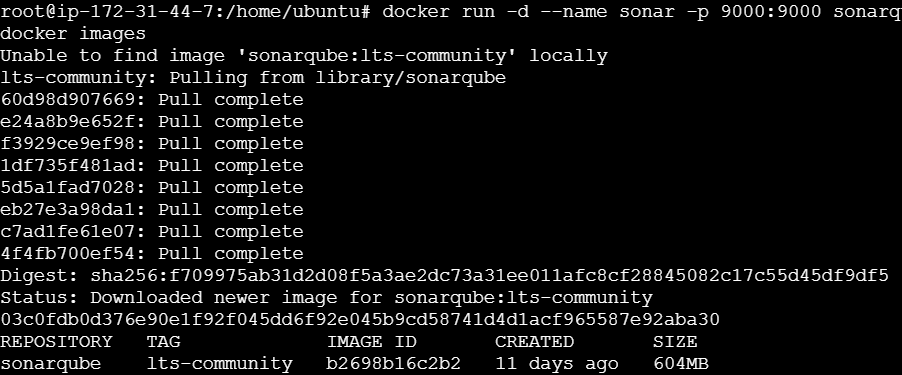 root@ip-172-31-44-7:/home/ubuntu# docker run -d --name sonar -p 9000:9000 sonarq
docker images
Unable to find image 'sonarqube:lts-community' locally
lts-community: Pulling from library/sonarqube
60d98d907669: Pull complete
e24a8b9e652f: Pull complete
f3929ce9ef98: Pull complete
1df735f481ad: Pull complete
5d5a1fad7028: Pull complete
eb27e3a98da1: Pull complete
c7ad1fe61e07: Pull complete
4f4fb700ef54: Pull complete
Digest: sha256:f709975ab31d2d08f5a3ae2dc73a31ee011afc8cf28845082c17c55d45df9df5
Status: Downloaded newer image for sonarqube:lts-community
03c0fdb0d376e90e1f92f045dd6f92e045b9cd58741d4d1acf965587e92aba30
REPOSITORY TAG IMAGE ID CREATED SIZE
sonarqube lts-community b2698b16c2b2 11 days ago 604MB